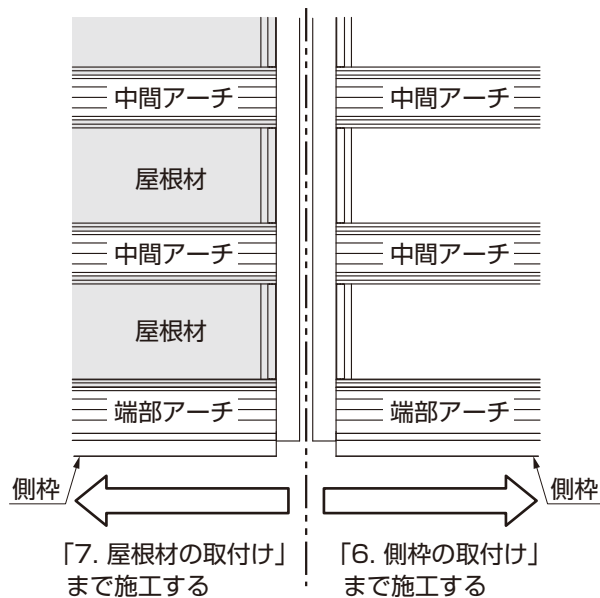 中間アーチ
中間アーチ
屋根材
中間アーチ
中間アーチ
屋根材
端部アーチ
端部アーチ
側枠
側枠
「7. 屋根材の取付け」
まで施工する
「6. 側枠の取付け」
まで施工する